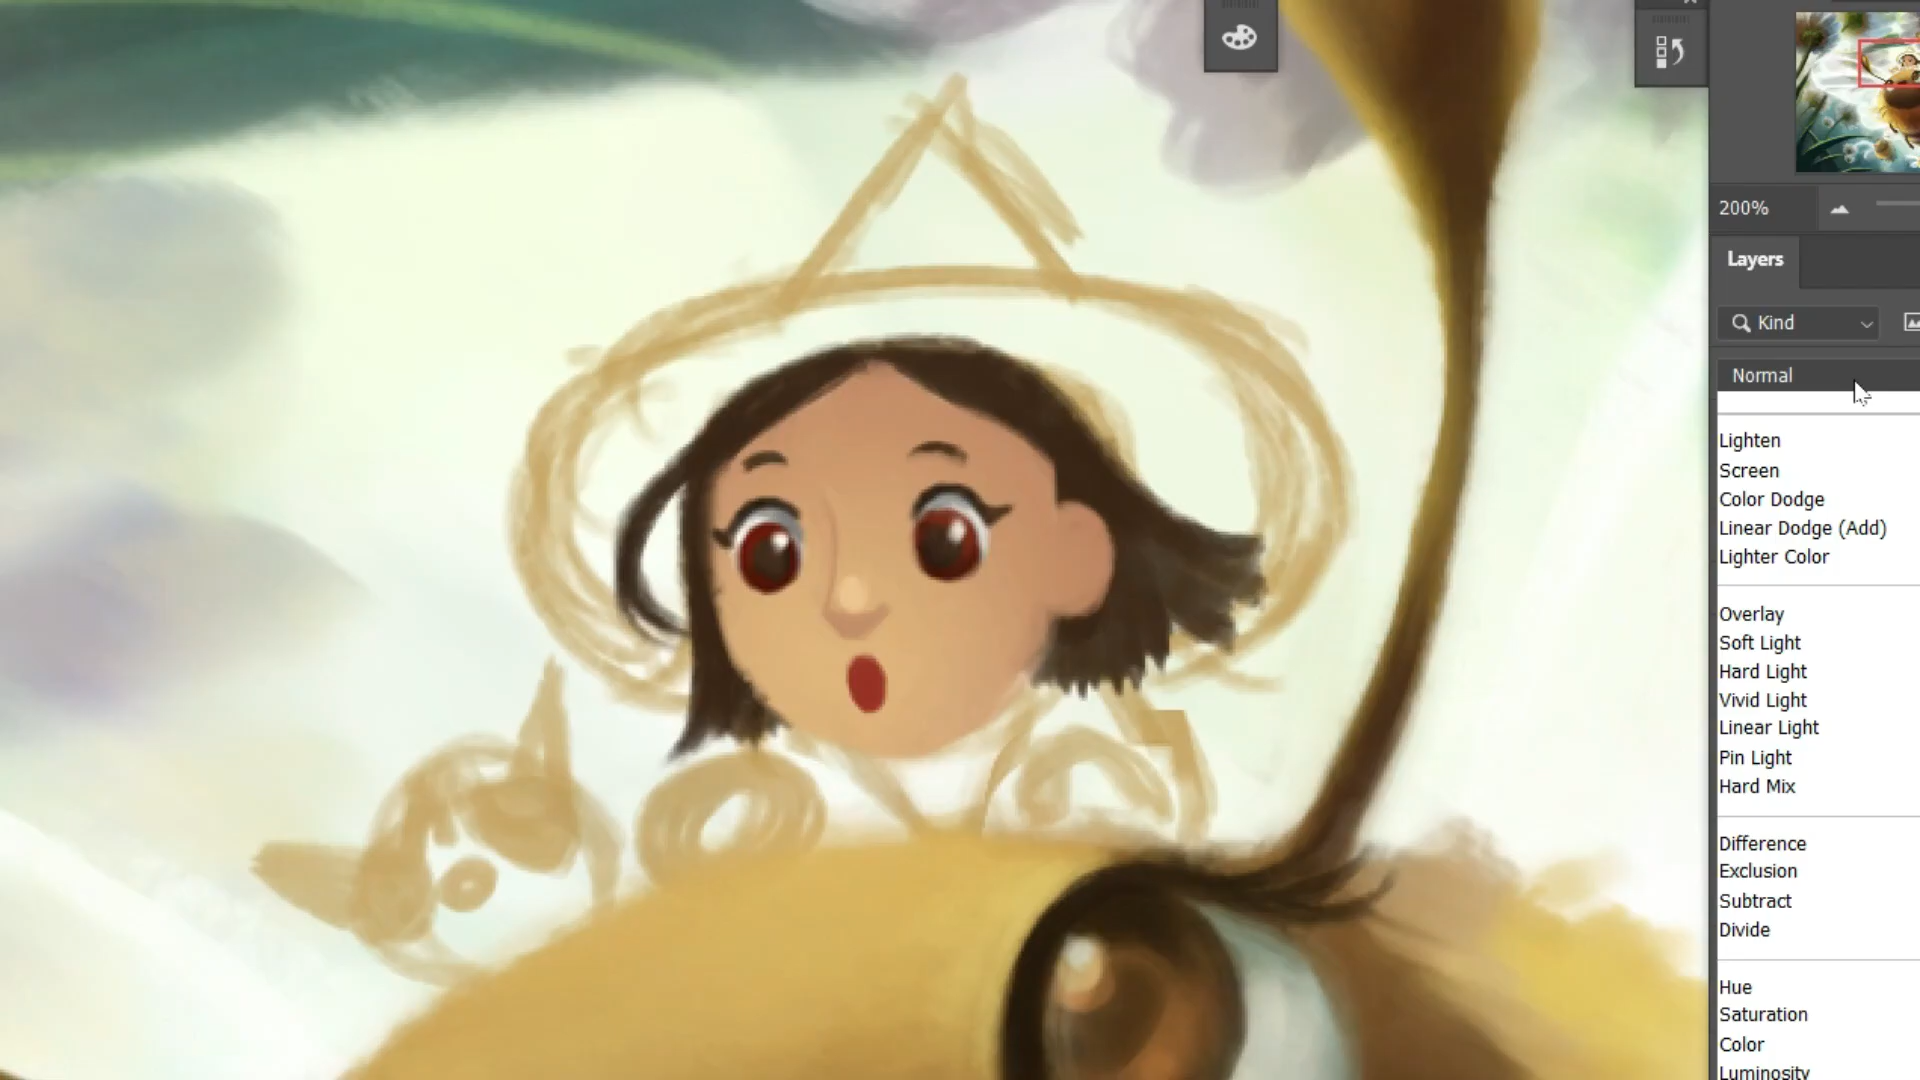 200%
Layers
Kind
Normal
Lighten
Screen
Color Dodge
Linear Dodge (Add)
Lighter Color
Overlay
Soft Light
Hard Light
Vivid Light
Linear Light
Pin Light
Hard Mix
Difference
Exclusion
Subtract
Divide
Hue
Saturation
Color
Luminosity